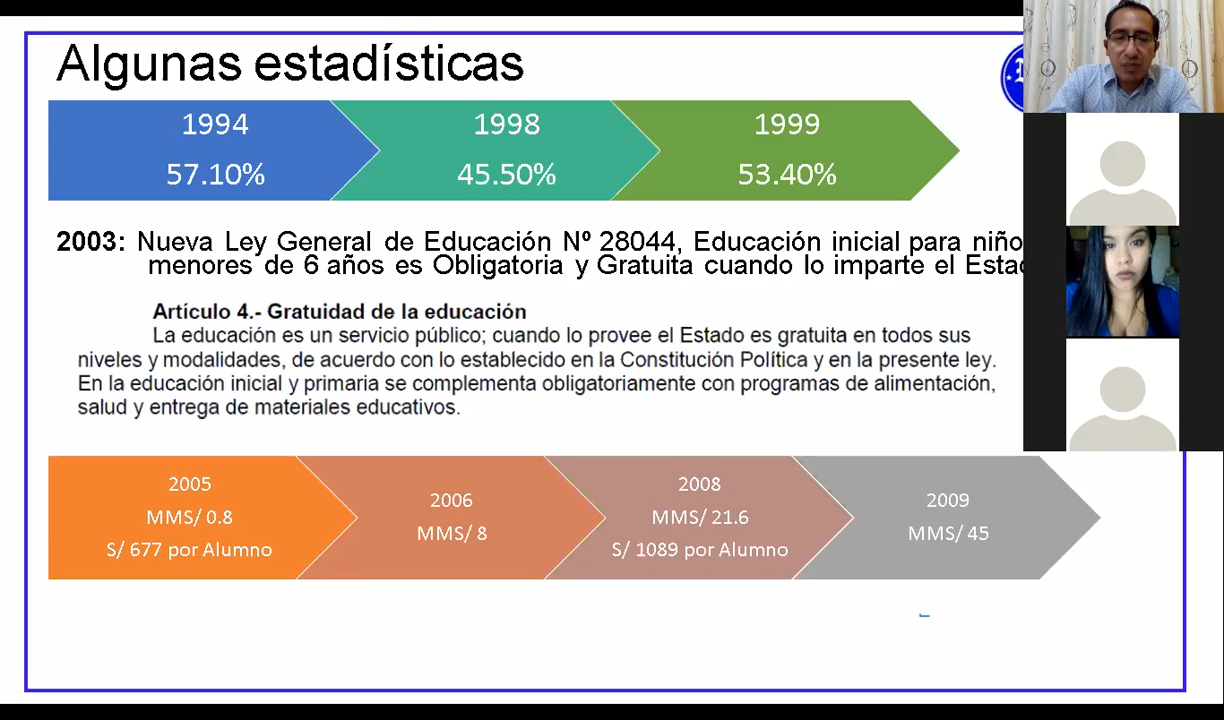 Algunas estadísticas
1994
57.10%
1998
45.50%
1999
53.40%
2003: Nueva Ley General de Educación Nº 28044, Educación inicial para niño
menores de 6 años es Obligatoria y Gratuita cuando lo imparte el Estad
Artículo 4.- Gratuidad de la educación
La educación es un servicio público; cuando lo provee el Estado es gratuita en todos sus
niveles y modalidades, de acuerdo con lo establecido en la Constitución Política y en la presente ley.
En la educación inicial y primaria se complementa obligatoriamente con programas de alimentación,
salud y entrega de materiales educativos.
2005
MMS/ 0.8
S/ 677 por Alumno
2006
MMS/ 8
2008
MMS/ 21.6
S/ 1089 por Alumno
2009
MMS/ 45